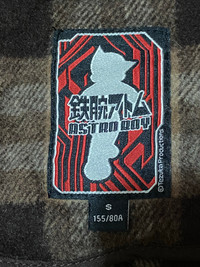 鉄腕アトム
ASTRO BOY
©Tezuka Productions
S
155/80A